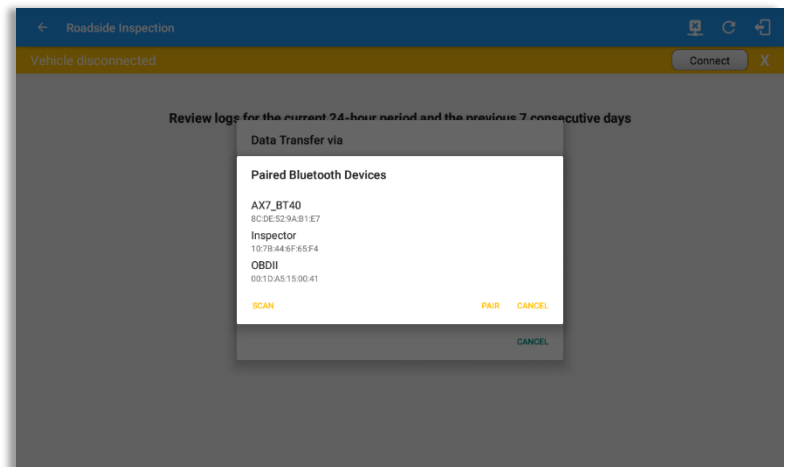 Roadside Inspection
Vehicle disconnected
Connect X
Review logs for the current 24-hour period and the previous 7 consecutive days
Data Transfer via
Paired Bluetooth Devices
AX7_BT40
8C:DE:52:9A:B1:E7
Inspector
10:7B:44:6F:65:F4
OBDII
00:1D:A5:15:00:41
SCAN PAIR CANCEL
CANCEL